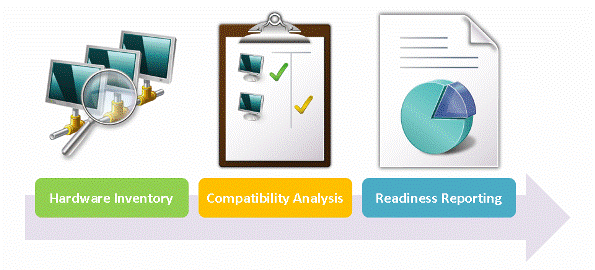 Hardware Inventory
Compatibility Analysis
Readiness Reporting